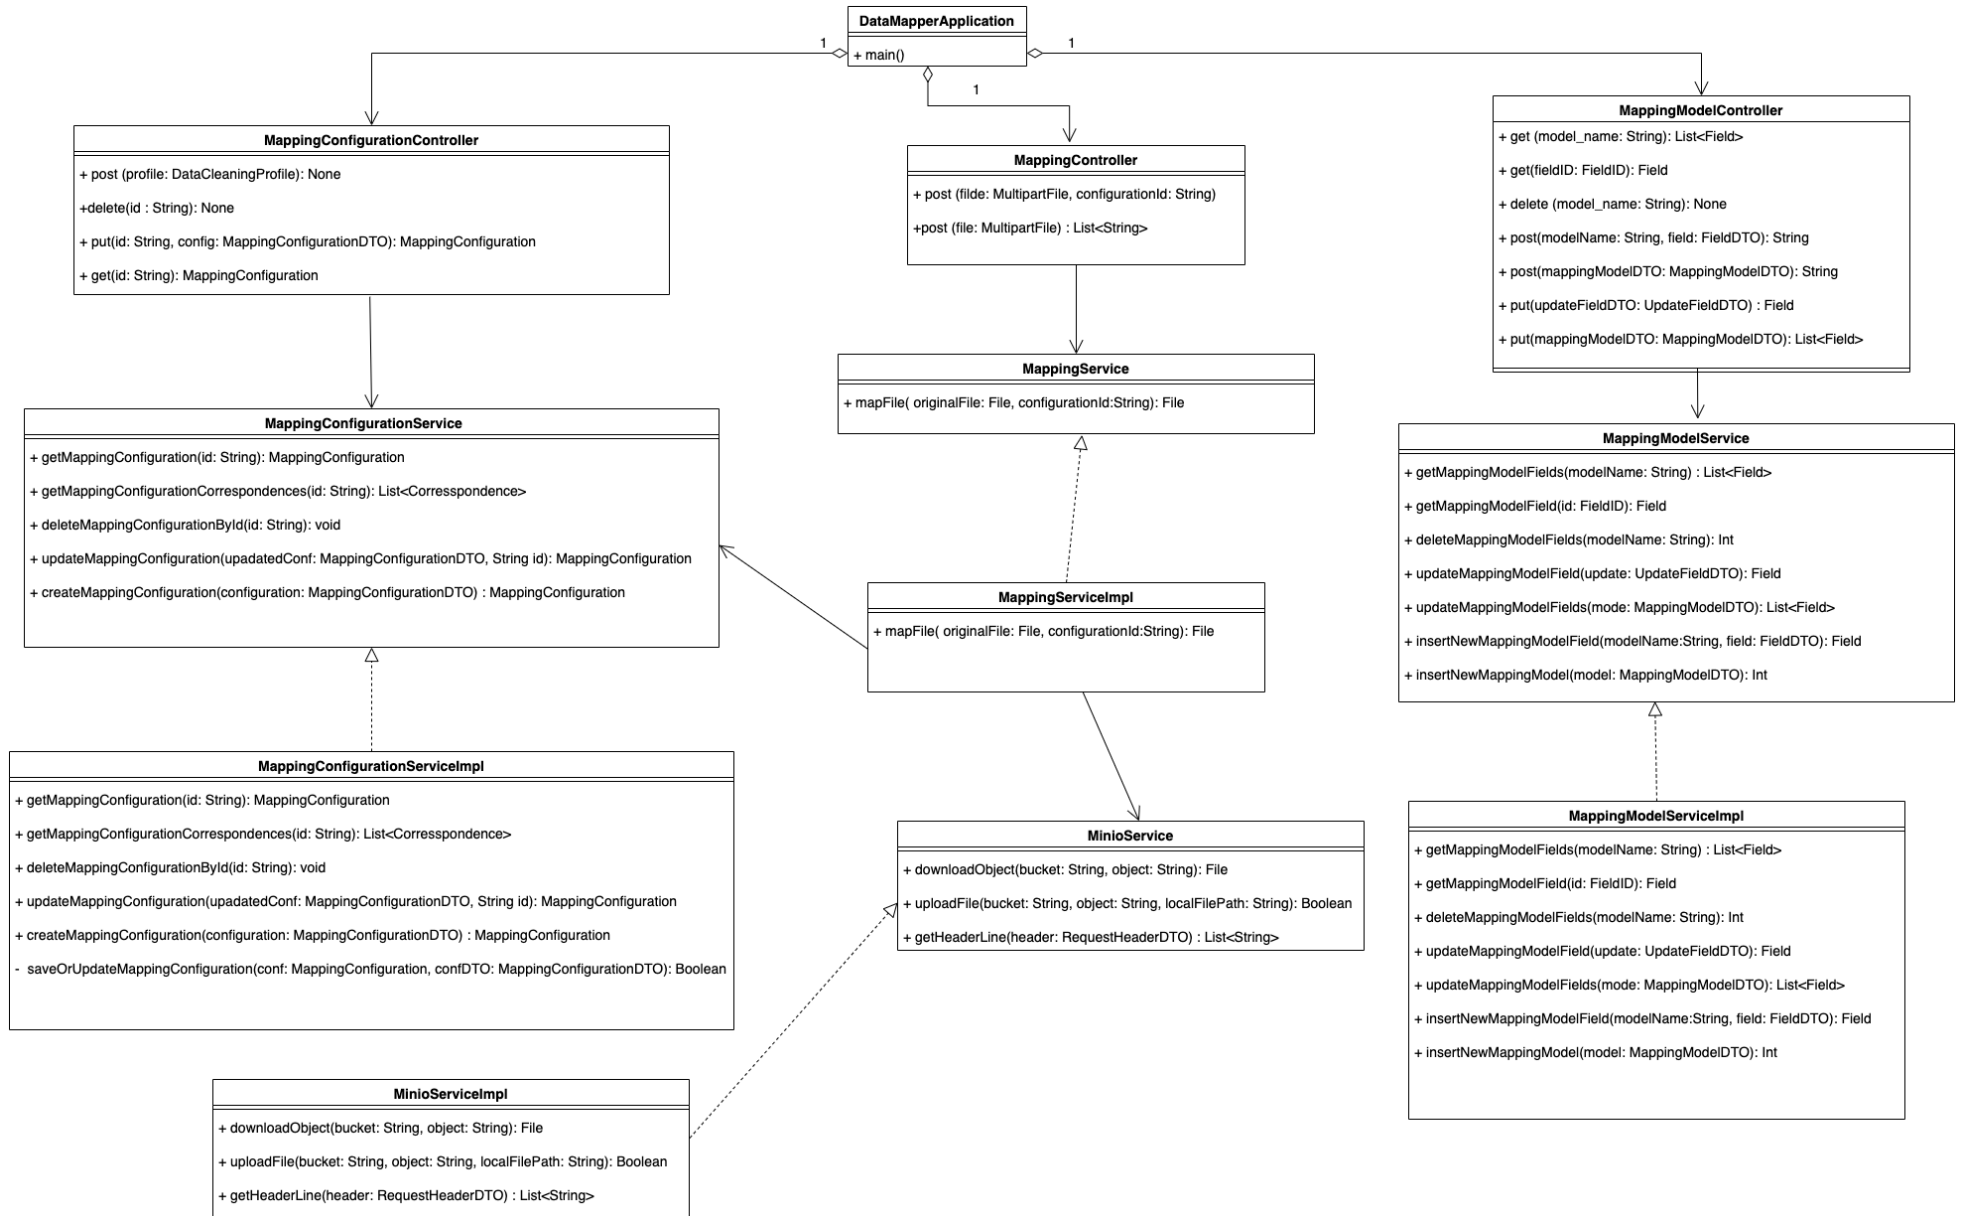 DataMapperApplication
+ main()
1
1
1
MappingConfigurationController
+ post (profile: DataCleaningProfile): None
+delete(id : String): None
+ put(id: String, config: MappingConfigurationDTO): MappingConfiguration
+ get(id: String): MappingConfiguration
MappingController
+ post (filde: MultipartFile, configurationId: String)
+post (file: MultipartFile) : List<String>
MappingModelController
+ get (model_name: String): List<Field>
+ get(fieldID: FieldID): Field
+ delete (model_name: String): None
+ post(modelName: String, field: FieldDTO): String
+ post(mappingModelDTO: MappingModelDTO): String
+ put(updateFieldDTO: UpdateFieldDTO) : Field
+ put(mappingModelDTO: MappingModelDTO): List<Field>
MappingConfigurationService
+ getMappingConfiguration(id: String): MappingConfiguration
+ getMappingConfigurationCorrespondences(id: String): List<Corresspondence>
+ deleteMappingConfigurationById(id: String): void
+ updateMappingConfiguration(upadatedConf: MappingConfigurationDTO, String id): MappingConfiguration
+ createMappingConfiguration(configuration: MappingConfigurationDTO) : MappingConfiguration
MappingService
+ mapFile( originalFile: File, configurationId:String): File
MappingModelService
+ getMappingModelFields(modelName: String) : List<Field>
+ getMappingModelField(id: FieldID): Field
+ deleteMappingModelFields(modelName: String): Int
+ updateMappingModelField(update: UpdateFieldDTO): Field
+ updateMappingModelFields(mode: MappingModelDTO): List<Field>
+ insertNewMappingModelField(modelName:String, field: FieldDTO): Field
+ insertNewMappingModel(model: MappingModelDTO): Int
MappingServiceImpl
+ mapFile( originalFile: File, configurationId:String): File
MappingConfigurationServiceImpl
+ getMappingConfiguration(id: String): MappingConfiguration
+ getMappingConfigurationCorrespondences(id: String): List<Corresspondence>
+ deleteMappingConfigurationById(id: String): void
+ updateMappingConfiguration(upadatedConf: MappingConfigurationDTO, String id): MappingConfiguration
+ createMappingConfiguration(configuration: MappingConfigurationDTO) : MappingConfiguration
- saveOrUpdateMappingConfiguration(conf: MappingConfiguration, confDTO: MappingConfigurationDTO): Boolean
MinioService
+ downloadObject(bucket: String, object: String): File
+ uploadFile(bucket: String, object: String, localFilePath: String): Boolean
+ getHeaderLine(header: RequestHeaderDTO) : List<String>
MappingModelServiceImpl
+ getMappingModelFields(modelName: String) : List<Field>
+ getMappingModelField(id: FieldID): Field
+ deleteMappingModelFields(modelName: String): Int
+ updateMappingModelField(update: UpdateFieldDTO): Field
+ updateMappingModelFields(mode: MappingModelDTO): List<Field>
+ insertNewMappingModelField(modelName:String, field: FieldDTO): Field
+ insertNewMappingModel(model: MappingModelDTO): Int
MinioServiceImpl
+ downloadObject(bucket: String, object: String): File
+ uploadFile(bucket: String, object: String, localFilePath: String): Boolean
+ getHeaderLine(header: RequestHeaderDTO) : List<String>